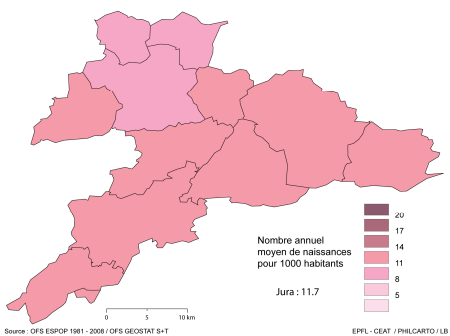 Nombre annuel
moyen de naissances
pour 1000 habitants
Jura : 11.7
20
17
14
11
8
5
0 5 10 km
Source : OFS ESPOP 1981 - 2008 / OFS GEOSTAT S+T
EPFL - CEAT / PHILCARTO / LB